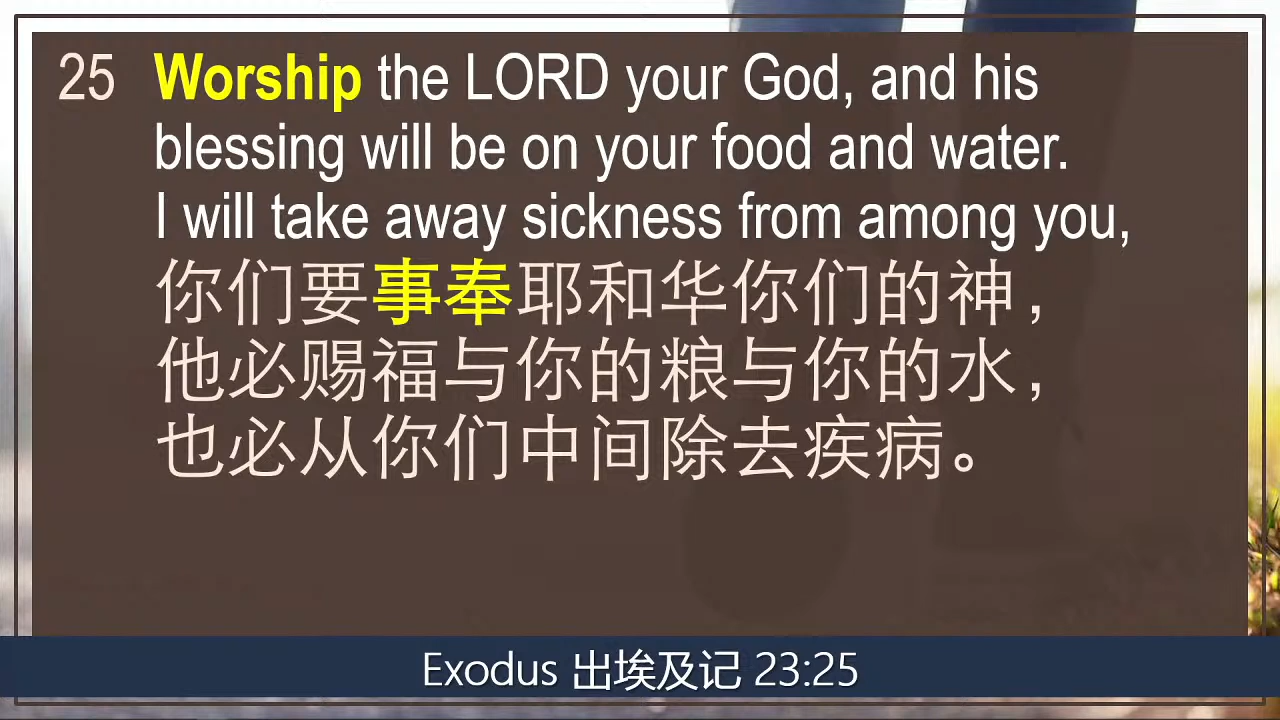 25 Worship the LORD your God, and his
blessing will be on your food and water.
I will take away sickness from among you,
你们要事奉耶和华你们的神，
他必赐福与你的粮与你的水，
也必从你们中间除去疾病。
Exodus 出埃及记 23:25